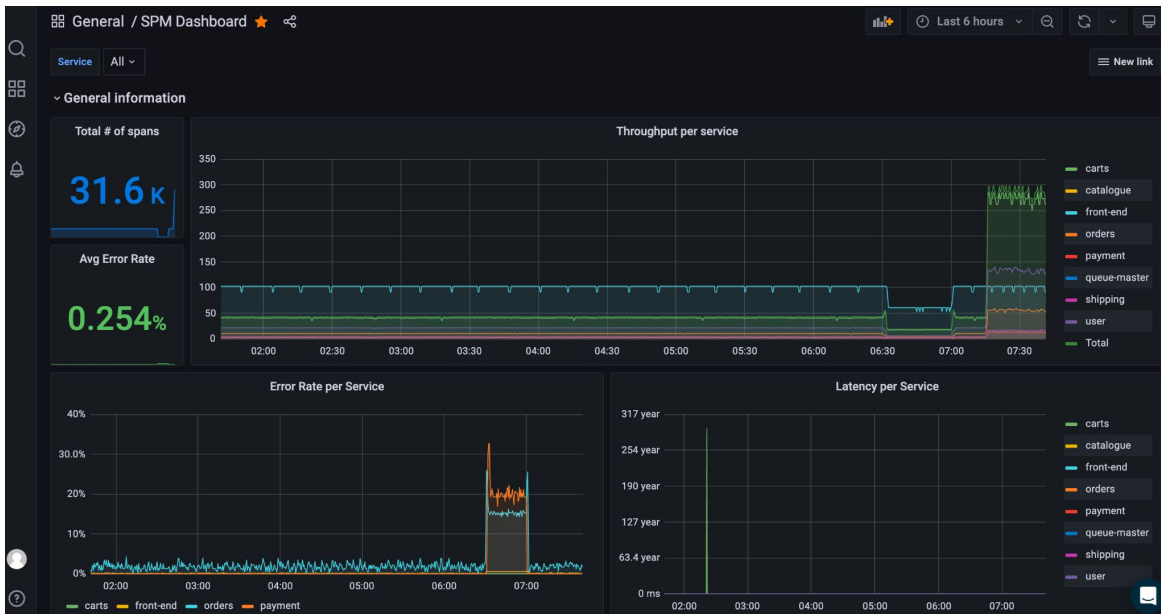 General / SPM Dashboard
Last 6 hours
Service All
New link
General information
Total # of spans
31.6 K
Avg Error Rate
0.254%
Throughput per service
350
300
250
200
150
100
50
0
02:00 02:30 03:00 03:30 04:00 04:30 05:00 05:30 06:00 06:30 07:00 07:30
carts
catalogue
front-end
orders
payment
queue-master
shipping
user
Total
Error Rate per Service
40%
30.0%
20%
10%
0%
02:00 03:00 04:00 05:00 06:00 07:00
carts front-end orders payment
Latency per Service
317 year
254 year
190 year
127 year
63.4 year
0 ms
02:00 03:00 04:00 05:00 06:00 07:00
carts
catalogue
front-end
orders
payment
queue-master
shipping
user